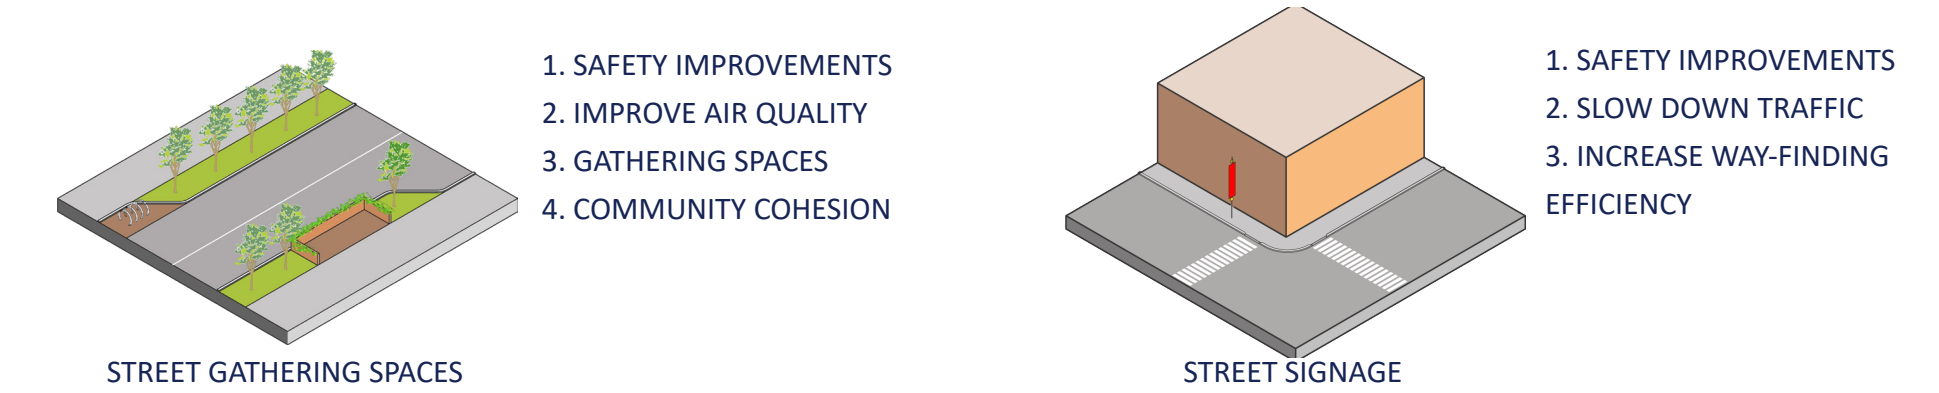 1. SAFETY IMPROVEMENTS
2. IMPROVE AIR QUALITY
3. GATHERING SPACES
4. COMMUNITY COHESION
STREET GATHERING SPACES
1. SAFETY IMPROVEMENTS
2. SLOW DOWN TRAFFIC
3. INCREASE WAY-FINDING
EFFICIENCY
STREET SIGNAGE